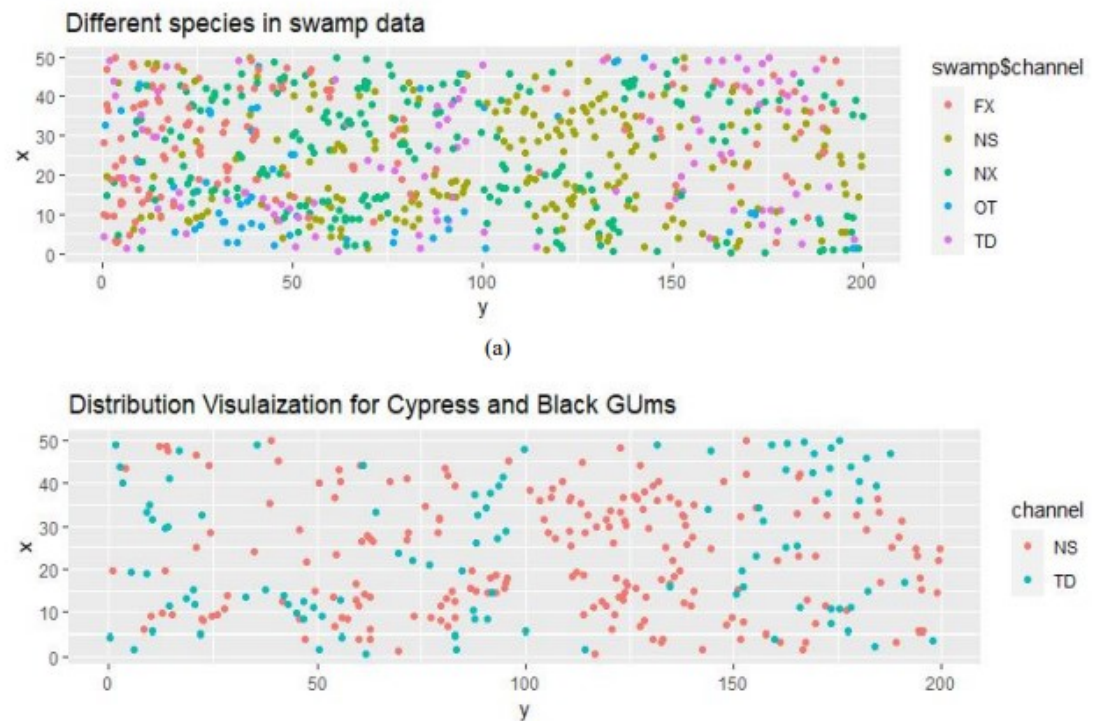 Different species in swamp data
50
40
30
20
10
0
x
0 50 100 150 200
y
swamp$channel
FX
NS
NX
OT
TD
(a)
Distribution Visulaization for Cypress and Black GUms
50
40
30
20
10
0
x
0 50 100 150 200
y
channel
NS
TD